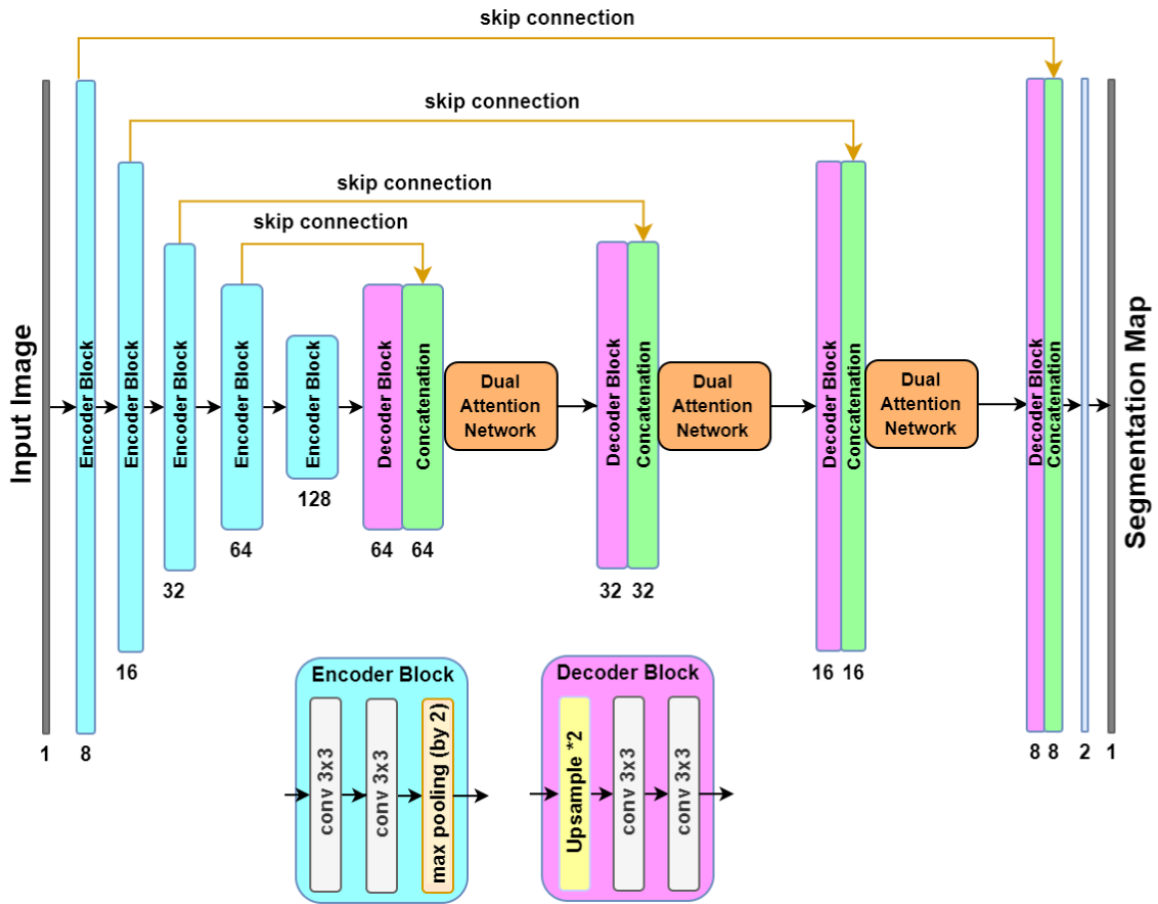 skip connection
skip connection
skip connection
skip connection
Input Image
Encoder Block
Encoder Block
Encoder Block
Encoder Block
Encoder Block
Decoder Block
Concatenation
Dual
Attention
Network
Decoder Block
Concatenation
Dual
Attention
Network
Decoder Block
Concatenation
Dual
Attention
Network
Decoder Block
Concatenation
Segmentation Map
128
64
64 64
32
32 32
16
16 16
1
8
8 8 2 1
Encoder Block
conv 3x3
conv 3x3
max pooling (by 2)
Decoder Block
Upsample *2
conv 3x3
conv 3x3